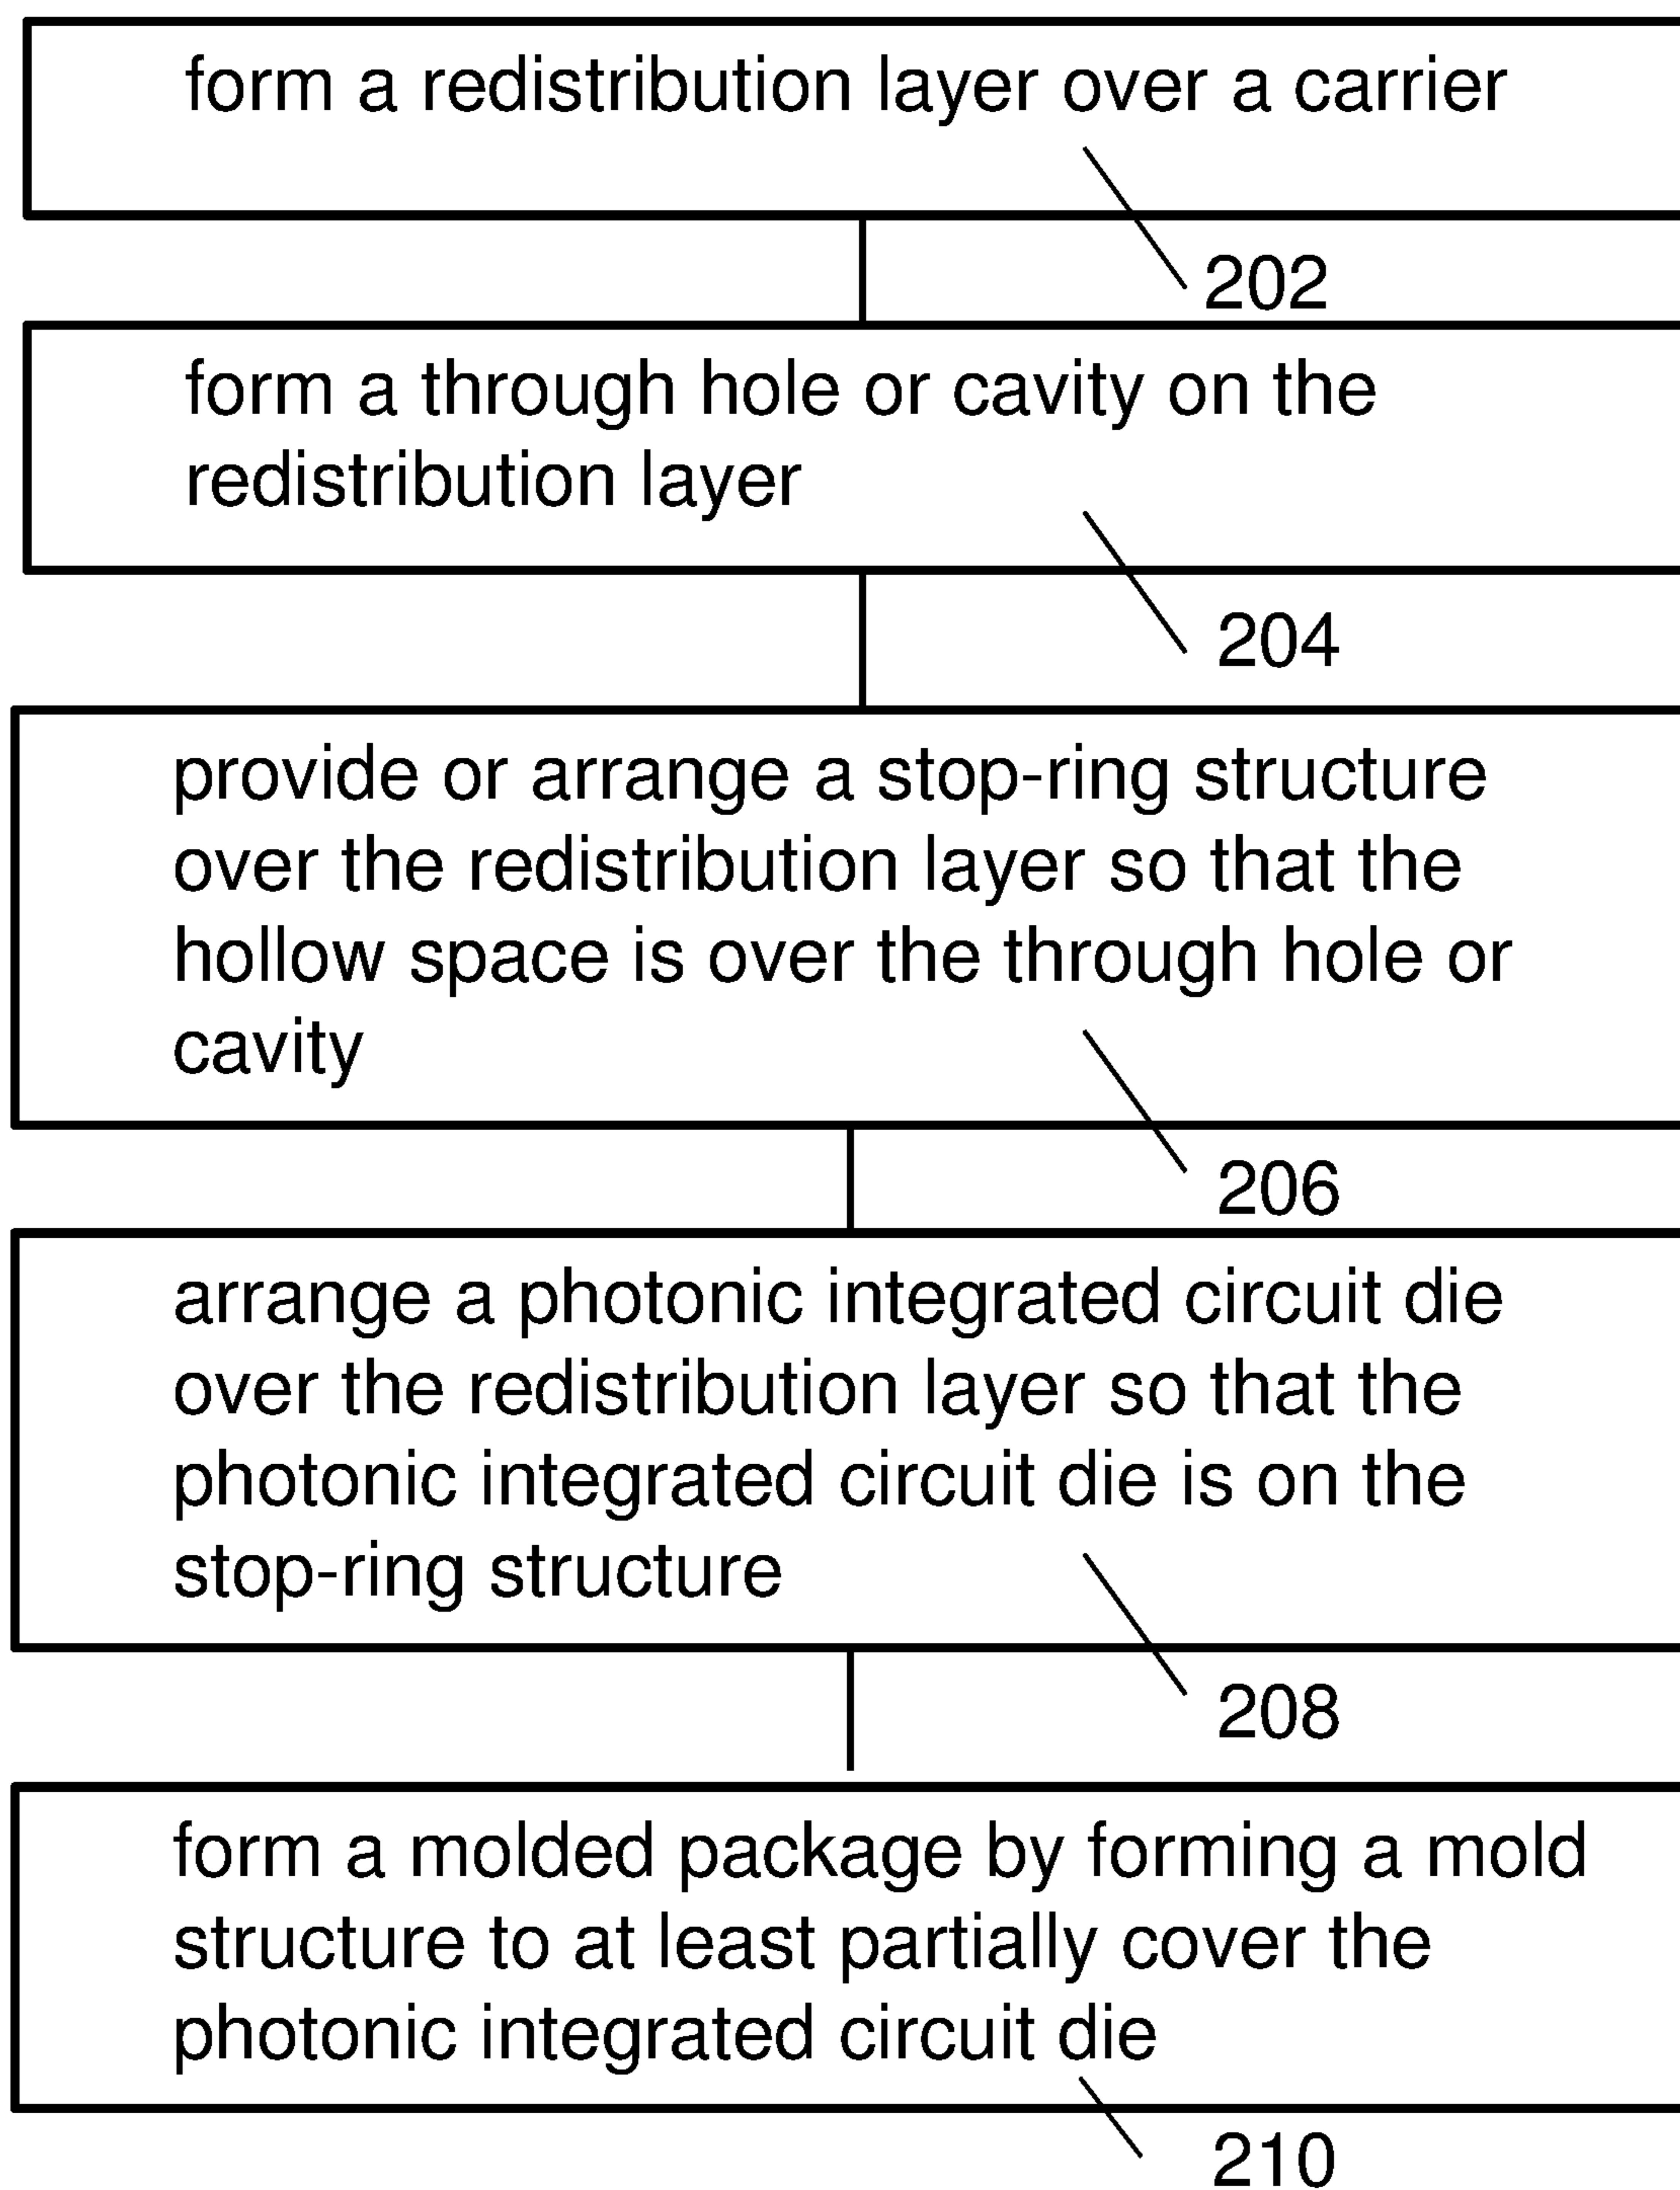 form a redistribution layer over a carrier
202
form a through hole or cavity on the
redistribution layer
204
provide or arrange a stop-ring structure
over the redistribution layer so that the
hollow space is over the through hole or
cavity
206
arrange a photonic integrated circuit die
over the redistribution layer so that the
photonic integrated circuit die is on the
stop-ring structure
208
form a molded package by forming a mold
structure to at least partially cover the
photonic integrated circuit die
210